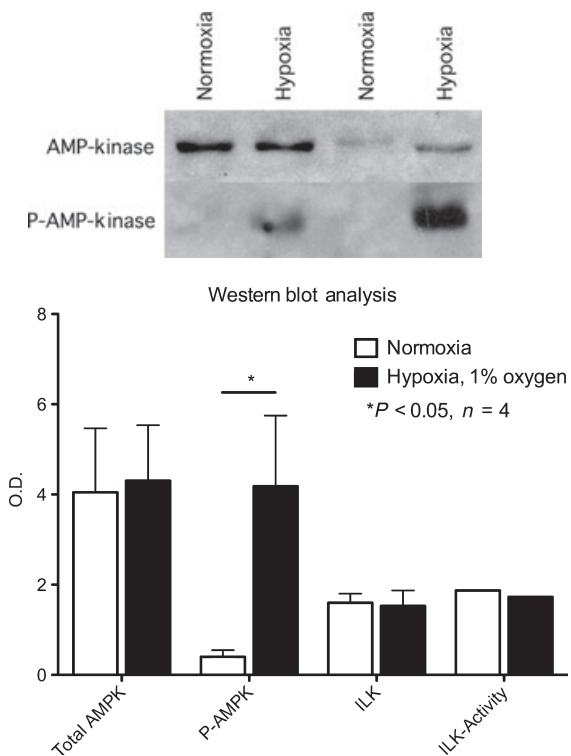 Normoxia
Hypoxia
Normoxia
Hypoxia
AMP-kinase
P-AMP-kinase
Western blot analysis
8
6
4
2
0
O.D.
Normoxia
Hypoxia, 1% oxygen
*P < 0.05, n = 4
*
Total AMPK
P-AMPK
ILK
ILK-Activity